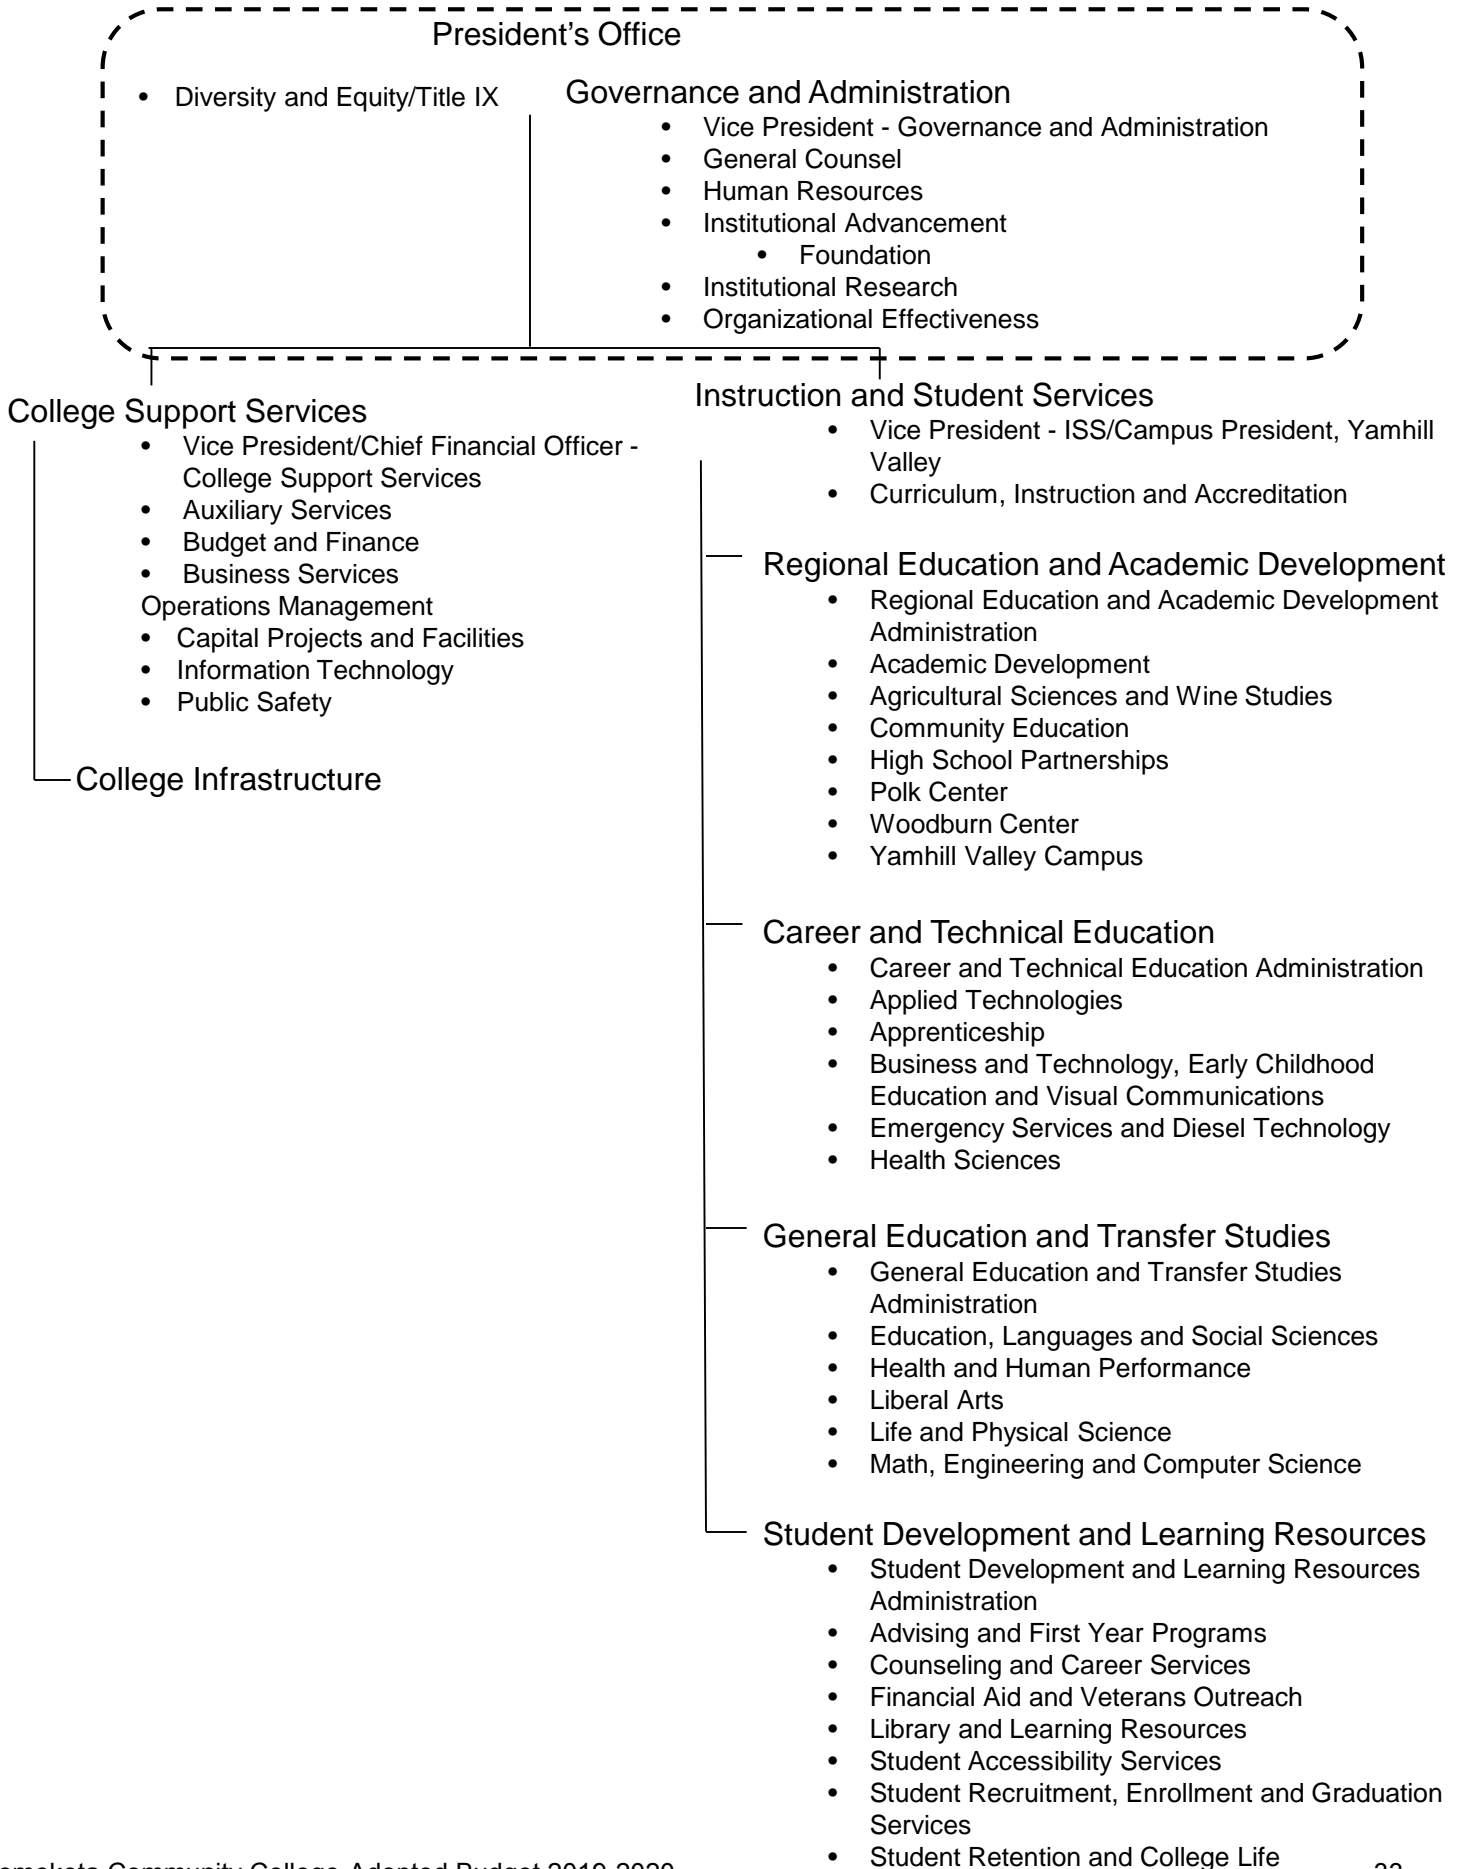 President's Office
• Diversity and Equity/Title IX
Governance and Administration
• Vice President - Governance and Administration
• General Counsel
• Human Resources
• Institutional Advancement
• Foundation
• Institutional Research
• Organizational Effectiveness
College Support Services
• Vice President/Chief Financial Officer -
College Support Services
• Auxiliary Services
• Budget and Finance
• Business Services
Operations Management
• Capital Projects and Facilities
• Information Technology
• Public Safety
College Infrastructure
Instruction and Student Services
• Vice President - ISS/Campus President, Yamhill
Valley
• Curriculum, Instruction and Accreditation
Regional Education and Academic Development
• Regional Education and Academic Development
Administration
• Academic Development
• Agricultural Sciences and Wine Studies
• Community Education
• High School Partnerships
• Polk Center
• Woodburn Center
• Yamhill Valley Campus
Career and Technical Education
• Career and Technical Education Administration
• Applied Technologies
• Apprenticeship
• Business and Technology, Early Childhood
Education and Visual Communications
• Emergency Services and Diesel Technology
• Health Sciences
General Education and Transfer Studies
• General Education and Transfer Studies
Administration
• Education, Languages and Social Sciences
• Health and Human Performance
• Liberal Arts
• Life and Physical Science
• Math, Engineering and Computer Science
Student Development and Learning Resources
• Student Development and Learning Resources
Administration
• Advising and First Year Programs
• Counseling and Career Services
• Financial Aid and Veterans Outreach
• Library and Learning Resources
• Student Accessibility Services
• Student Recruitment, Enrollment and Graduation
Services
• Student Retention and College Life
Community College Adopted Budget 2019-2020